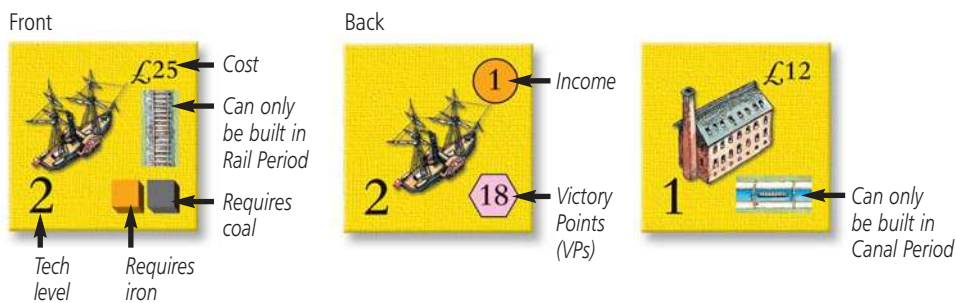 Front
£25
Cost
Can only
be built in
Rail Period
2
Requires
coal
Tech
level
Requires
iron
Back
1
Income
2
18
Victory
Points
(VPs)
£12
1
Can only
be built in
Canal Period